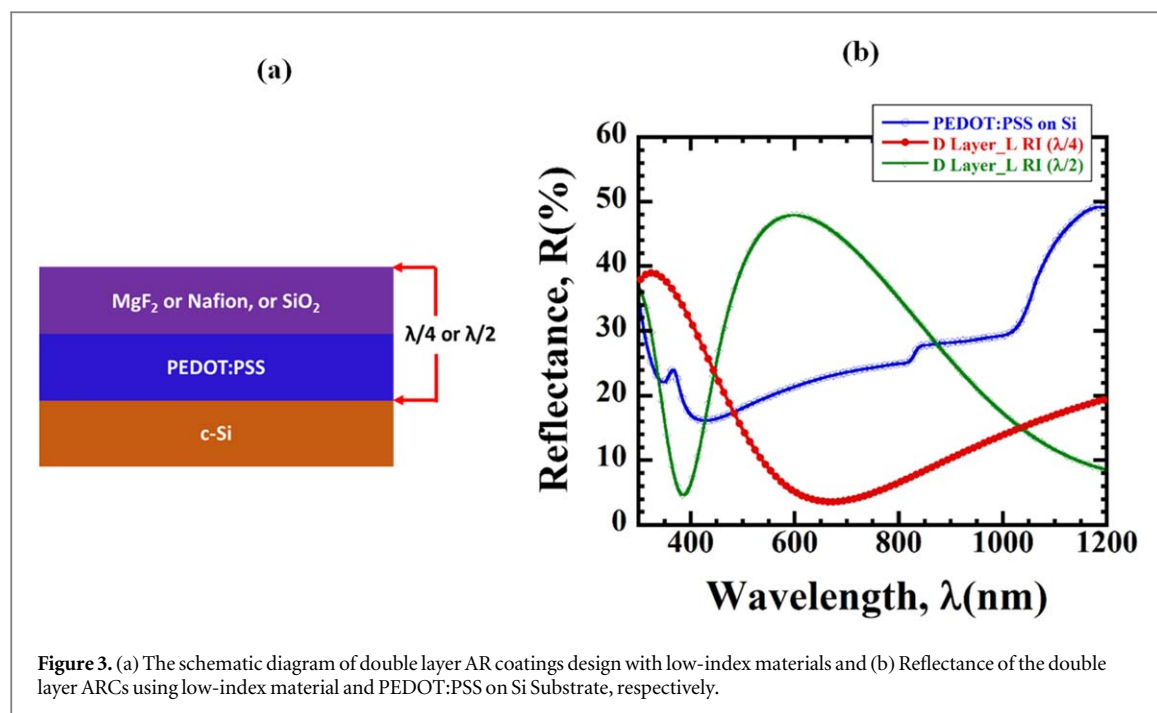 (a)
MgF₂ or Nafion, or SiO₂
PEDOT:PSS
c-Si
λ/4 or λ/2
(b)
PEDOT:PSS on Si
D Layer_L RI (λ/4)
D Layer_L RI (λ/2)
Reflectance, R(%)
60
50
40
30
20
10
0
400 600 800 1000 1200
Wavelength, λ(nm)
Figure 3. (a) The schematic diagram of double layer AR coatings design with low-index materials and (b) Reflectance of the double
layer ARCs using low-index material and PEDOT:PSS on Si Substrate, respectively.